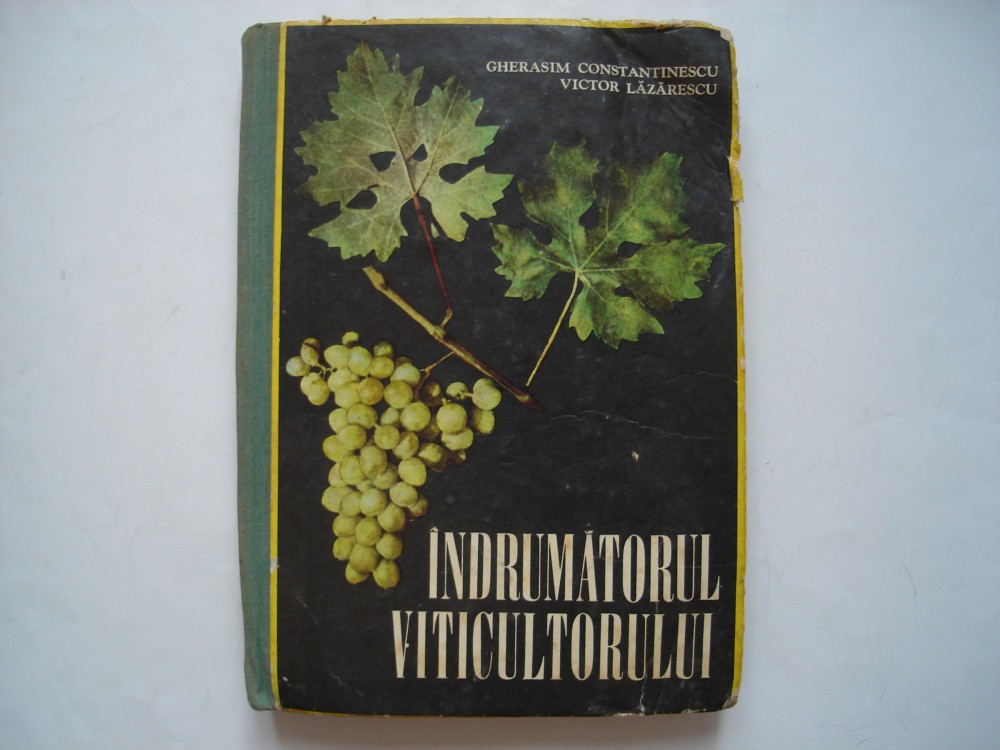 GHERASIM CONSTANTINESCU
VICTOR LĂZĂRESCU
ÎNDRUMĂTORUL
VITICULTORULUI